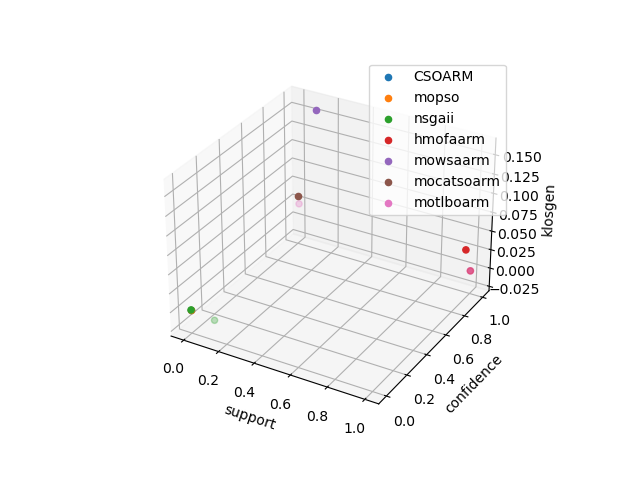 CSOARM
mopso
nsgaii
hmofaarm
mowsaarm
mocatsoarm
motlboarm
0.150
0.125
0.100
0.075
0.050
0.025
0.000
−0.025
klosgen
0.0
0.2
0.4
0.6
0.8
1.0
support
0.0
0.2
0.4
0.6
0.8
1.0
confidence